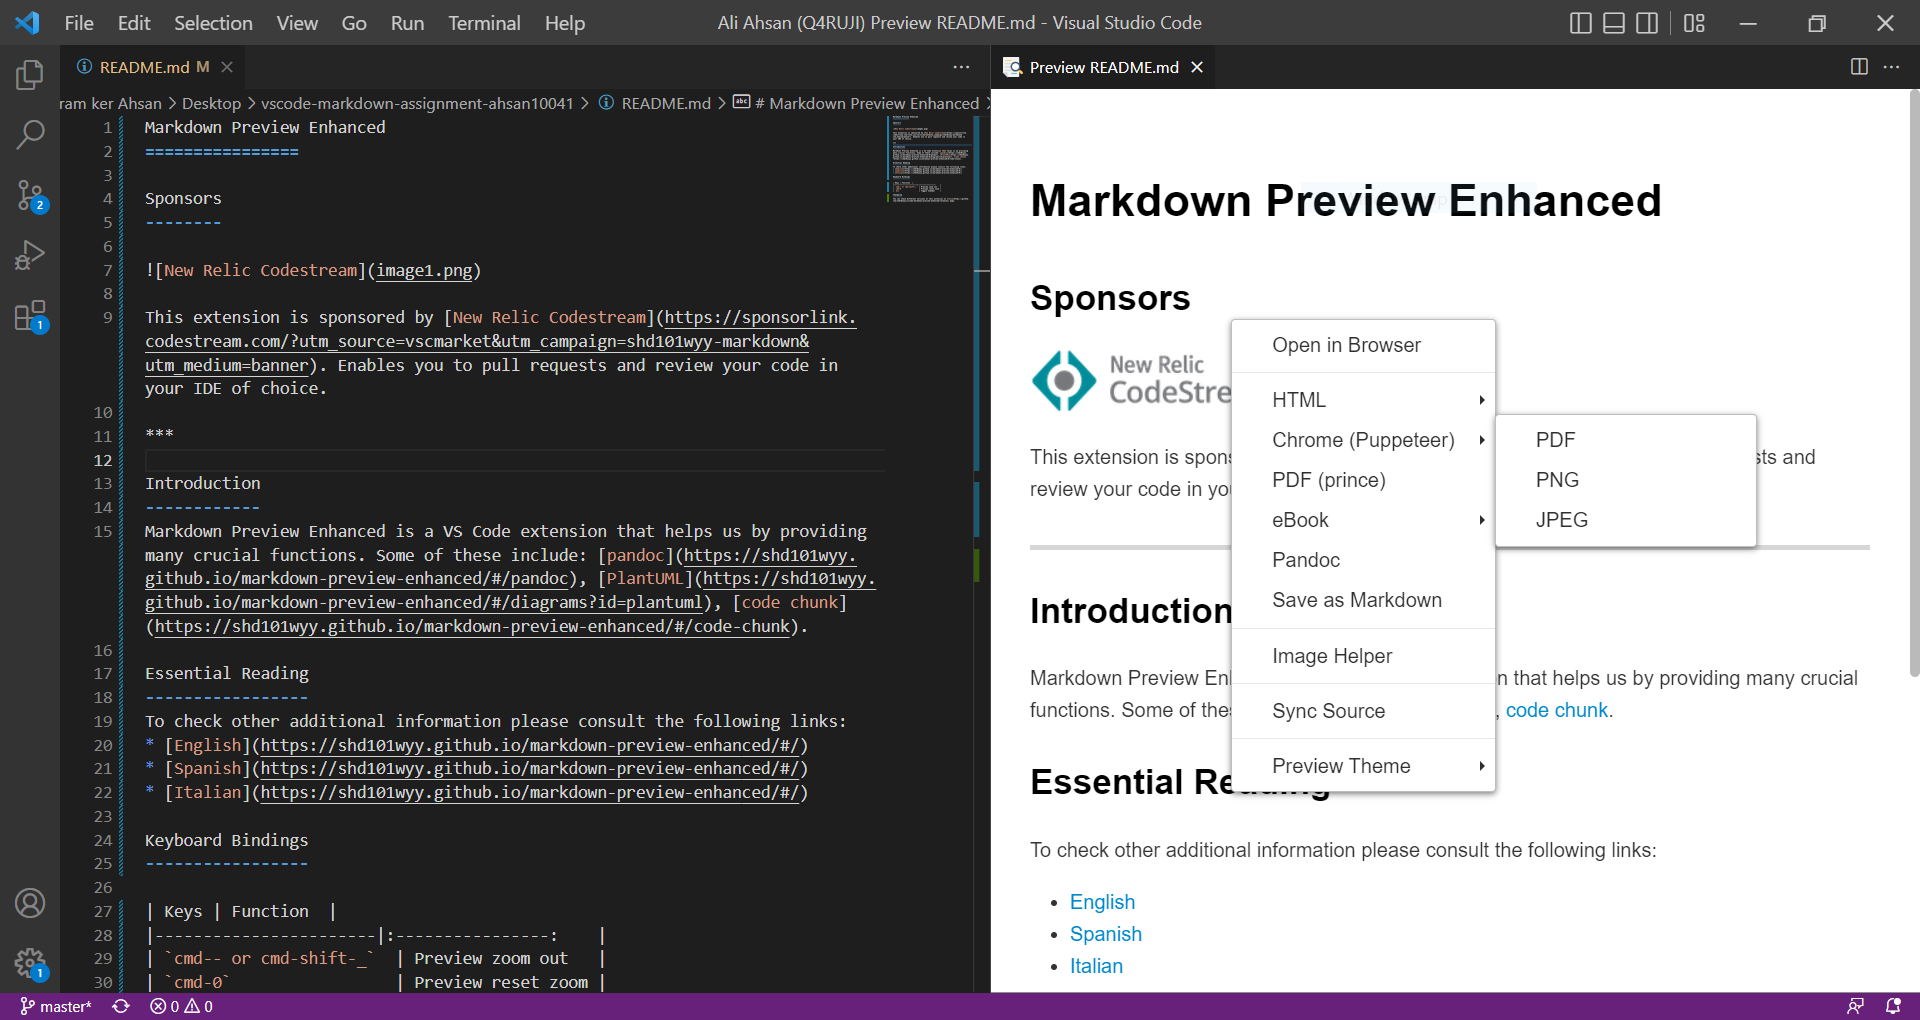 File Edit Selection View Go Run Terminal Help
Ali Ahsan (Q4RUJI) Preview README.md - Visual Studio Code
README.md M
ram ker Ahsan > Desktop > vscode-markdown-assignment-ahsan10041 > README.md > # Markdown Preview Enhanced
1 Markdown Preview Enhanced
2 ================
3
4 Sponsors
5 --------
6
7 ![New Relic Codestream](image1.png)
8
9 This extension is sponsored by [New Relic Codestream](https://sponsorlink.
codestream.com/?utm_source=vscmarket&utm_campaign=shd101wyy-markdown&
utm_medium=banner). Enables you to pull requests and review your code in
your IDE of choice.
10
11 ***
12
13 Introduction
14 ------------
15 Markdown Preview Enhanced is a VS Code extension that helps us by providing
many crucial functions. Some of these include: [pandoc](https://shd101wyy.
github.io/markdown-preview-enhanced/#/pandoc), [PlantUML](https://shd101wyy.
github.io/markdown-preview-enhanced/#/diagrams?id=plantuml), [code chunk]
(https://shd101wyy.github.io/markdown-preview-enhanced/#/code-chunk).
16
17 Essential Reading
18 -----------------
19 To check other additional information please consult the following links:
20 * [English](https://shd101wyy.github.io/markdown-preview-enhanced/#/)
21 * [Spanish](https://shd101wyy.github.io/markdown-preview-enhanced/#/)
22 * [Italian](https://shd101wyy.github.io/markdown-preview-enhanced/#/)
23
24 Keyboard Bindings
25 -----------------
26
27 | Keys | Function |
28 |-----------------------|:----------------: |
29 | `cmd-- or cmd-shift-_` | Preview zoom out |
30 | `cmd-0` | Preview reset zoom |
2
1
1
Preview README.md
Markdown Preview Enhanced
Sponsors
New Relic
CodeStre
This extension is spons
sts and
review your code in you
Introduction
Markdown Preview En
n that helps us by providing many crucial
functions. Some of the
, code chunk.
Essential Reading
To check other additional information please consult the following links:
• English
• Spanish
• Italian
Open in Browser
HTML
Chrome (Puppeteer)
PDF (prince)
eBook
Pandoc
Save as Markdown
Image Helper
Sync Source
Preview Theme
PDF
PNG
JPEG
master* 0 0